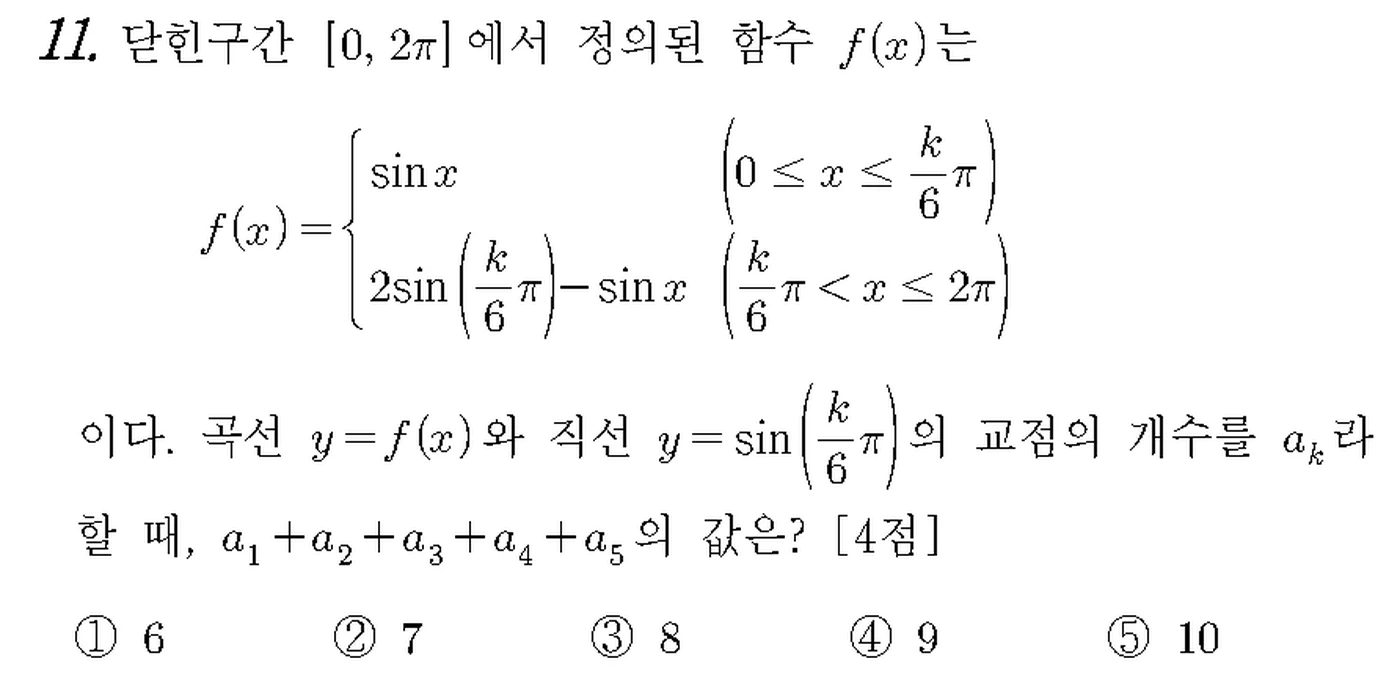 11. 닫힌구간 [0, 2π]에서 정의된 함수 f(x)는
f(x) = { sin x (0 ≤ x ≤ k/6 π)
2sin(k/6 π) − sin x (k/6 π < x ≤ 2π)
이다. 곡선 y = f(x)와 직선 y = sin(k/6 π)의 교점의 개수를 a_k라
할 때, a_1 + a_2 + a_3 + a_4 + a_5의 값은? [4점]
① 6 ② 7 ③ 8 ④ 9 ⑤ 10